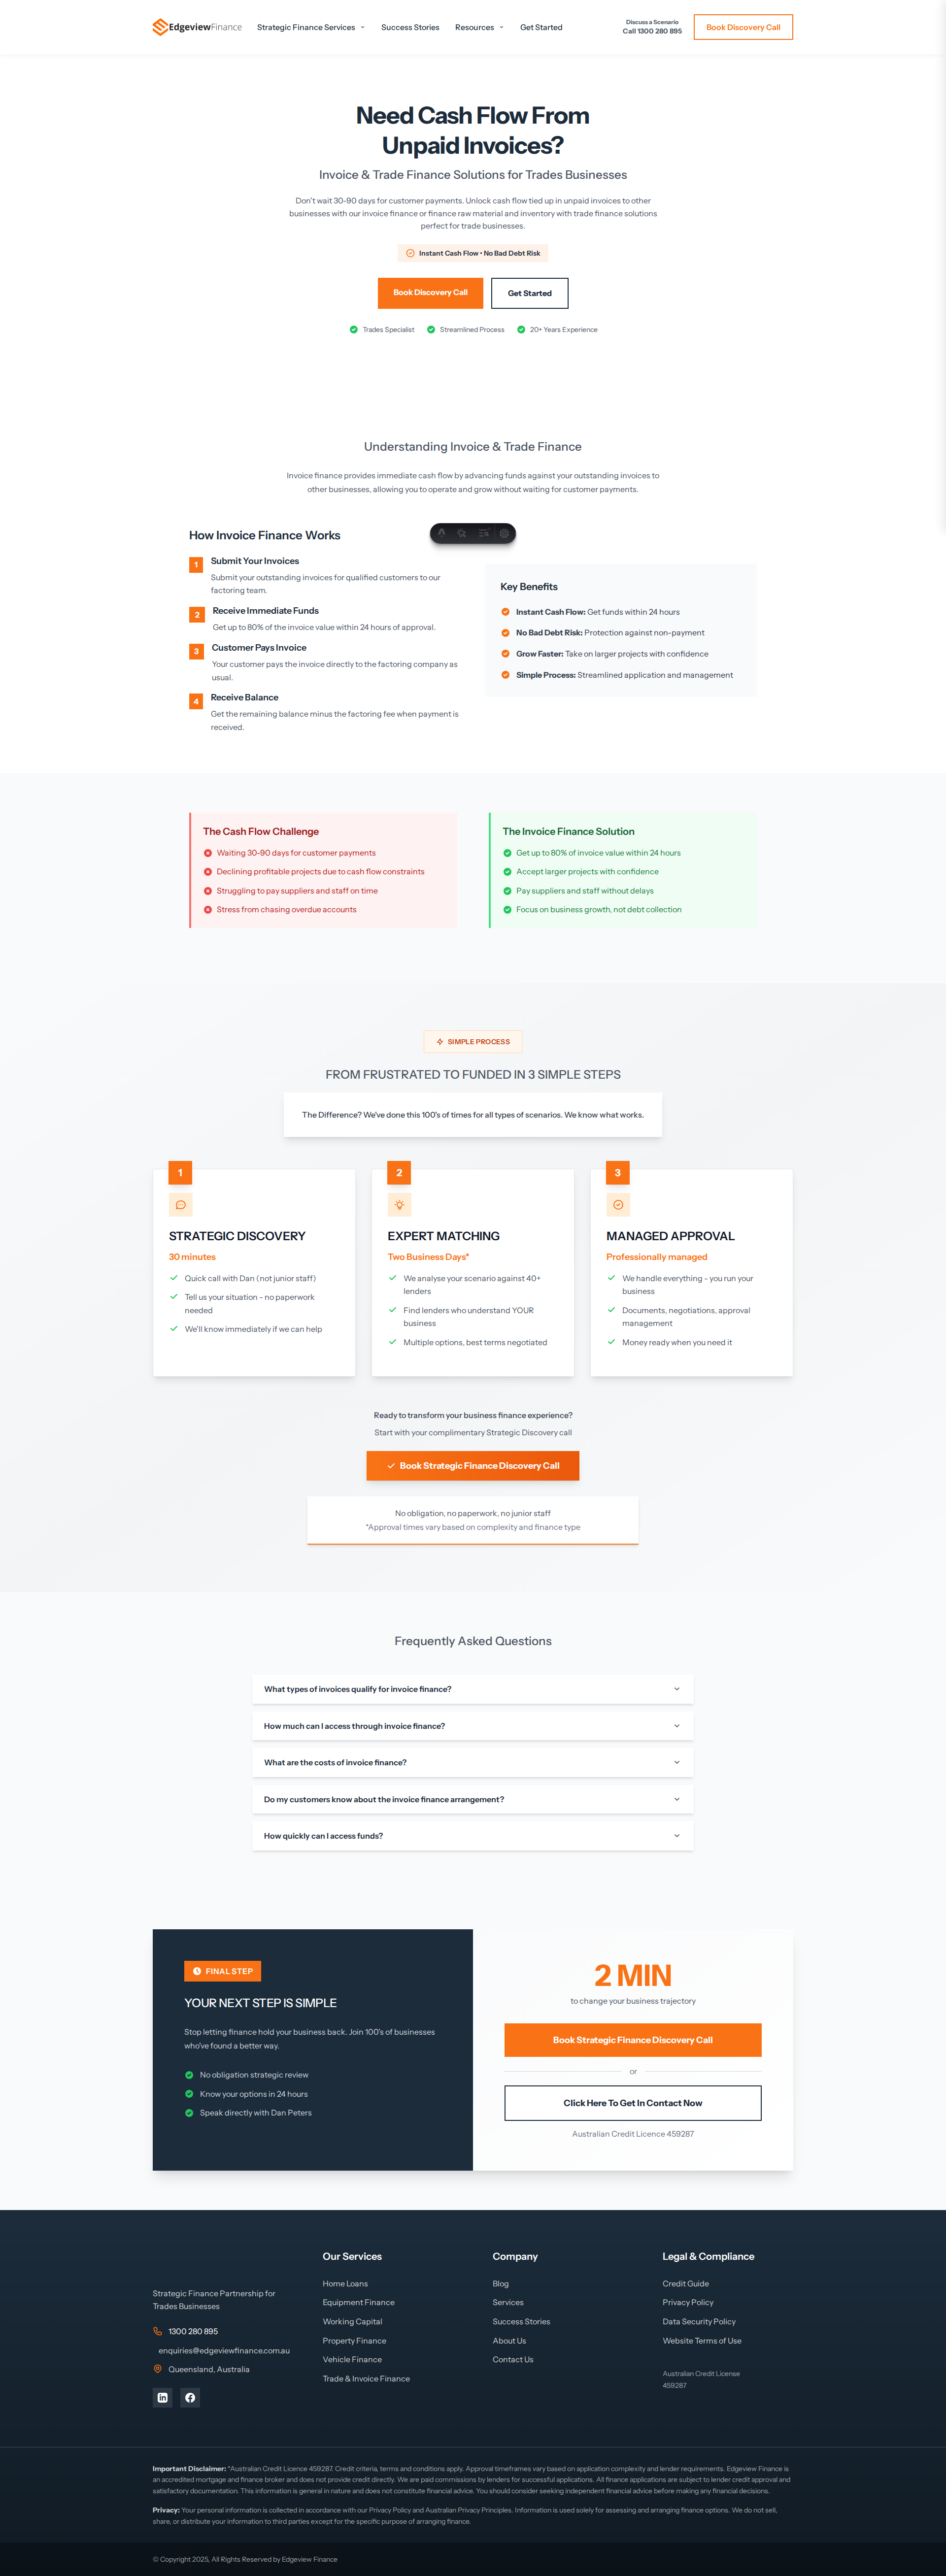 EdgeviewFinance
Strategic Finance Services
Success Stories
Resources
Get Started
Discuss a Scenario
Call 1300 280 895
Book Discovery Call
Need Cash Flow From
Unpaid Invoices?
Invoice & Trade Finance Solutions for Trades Businesses
Don't wait 30-90 days for customer payments. Unlock cash flow tied up in unpaid invoices to other
businesses with our invoice finance or finance raw material and inventory with trade finance solutions
perfect for trade businesses.
Instant Cash Flow • No Bad Debt Risk
Book Discovery Call
Get Started
Trades Specialist
Streamlined Process
20+ Years Experience
Understanding Invoice & Trade Finance
Invoice finance provides immediate cash flow by advancing funds against your outstanding invoices to
other businesses, allowing you to operate and grow without waiting for customer payments.
How Invoice Finance Works
1
Submit Your Invoices
Submit your outstanding invoices for qualified customers to our
factoring team.
2
Receive Immediate Funds
Get up to 80% of the invoice value within 24 hours of approval.
3
Customer Pays Invoice
Your customer pays the invoice directly to the factoring company as
usual.
4
Receive Balance
Get the remaining balance minus the factoring fee when payment is
received.
Key Benefits
Instant Cash Flow: Get funds within 24 hours
No Bad Debt Risk: Protection against non-payment
Grow Faster: Take on larger projects with confidence
Simple Process: Streamlined application and management
The Cash Flow Challenge
Waiting 30-90 days for customer payments
Declining profitable projects due to cash flow constraints
Struggling to pay suppliers and staff on time
Stress from chasing overdue accounts
The Invoice Finance Solution
Get up to 80% of invoice value within 24 hours
Accept larger projects with confidence
Pay suppliers and staff without delays
Focus on business growth, not debt collection
SIMPLE PROCESS
FROM FRUSTRATED TO FUNDED IN 3 SIMPLE STEPS
The Difference? We've done this 100's of times for all types of scenarios. We know what works.
1
STRATEGIC DISCOVERY
30 minutes
Quick call with Dan (not junior staff)
Tell us your situation - no paperwork
needed
We'll know immediately if we can help
2
EXPERT MATCHING
Two Business Days*
We analyse your scenario against 40+
lenders
Find lenders who understand YOUR
business
Multiple options, best terms negotiated
3
MANAGED APPROVAL
Professionally managed
We handle everything - you run your
business
Documents, negotiations, approval
management
Money ready when you need it
Ready to transform your business finance experience?
Start with your complimentary Strategic Discovery call
Book Strategic Finance Discovery Call
No obligation, no paperwork, no junior staff
*Approval times vary based on complexity and finance type
Frequently Asked Questions
What types of invoices qualify for invoice finance?
How much can I access through invoice finance?
What are the costs of invoice finance?
Do my customers know about the invoice finance arrangement?
How quickly can I access funds?
FINAL STEP
YOUR NEXT STEP IS SIMPLE
Stop letting finance hold your business back. Join 100's of businesses
who've found a better way.
No obligation strategic review
Know your options in 24 hours
Speak directly with Dan Peters
2 MIN
to change your business trajectory
Book Strategic Finance Discovery Call
or
Click Here To Get In Contact Now
Australian Credit Licence 459287
Strategic Finance Partnership for
Trades Businesses
1300 280 895
enquiries@edgeviewfinance.com.au
Queensland, Australia
Our Services
Home Loans
Equipment Finance
Working Capital
Property Finance
Vehicle Finance
Trade & Invoice Finance
Company
Blog
Services
Success Stories
About Us
Contact Us
Legal & Compliance
Credit Guide
Privacy Policy
Data Security Policy
Website Terms of Use
Australian Credit License
459287
Important Disclaimer: *Australian Credit Licence 459287. Credit criteria, terms and conditions apply. Approval timeframes vary based on application complexity and lender requirements. Edgeview Finance is
an accredited mortgage and finance broker and does not provide credit directly. We are paid commissions by lenders for successful applications. All finance applications are subject to lender credit approval and
satisfactory documentation. This information is general in nature and does not constitute financial advice. You should consider seeking independent financial advice before making any financial decisions.
Privacy: Your personal information is collected in accordance with our Privacy Policy and Australian Privacy Principles. Information is used solely for assessing and arranging finance options. We do not sell,
share, or distribute your information to third parties except for the specific purpose of arranging finance.
© Copyright 2025, All Rights Reserved by Edgeview Finance